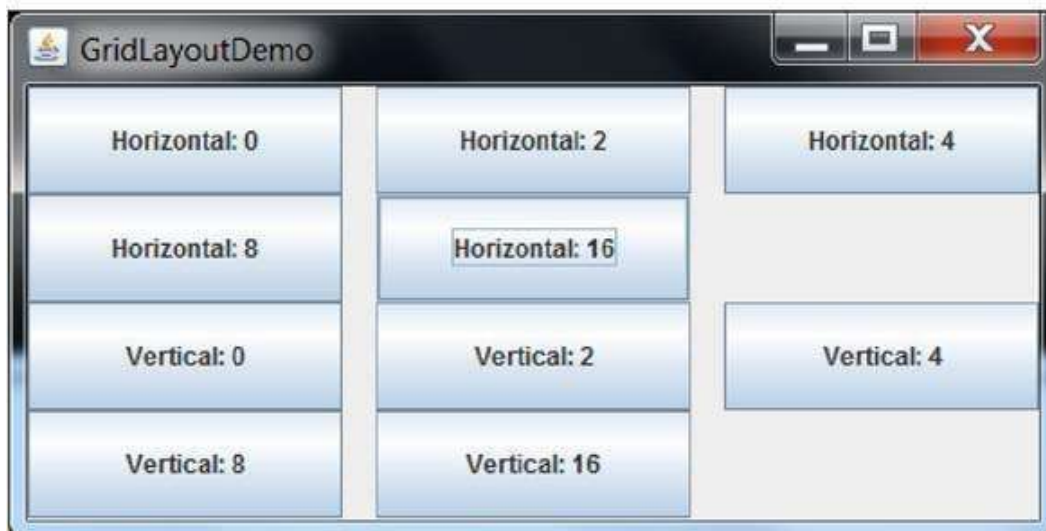 GridLayoutDemo
Horizontal: 0
Horizontal: 2
Horizontal: 4
Horizontal: 8
Horizontal: 16
Vertical: 0
Vertical: 2
Vertical: 4
Vertical: 8
Vertical: 16